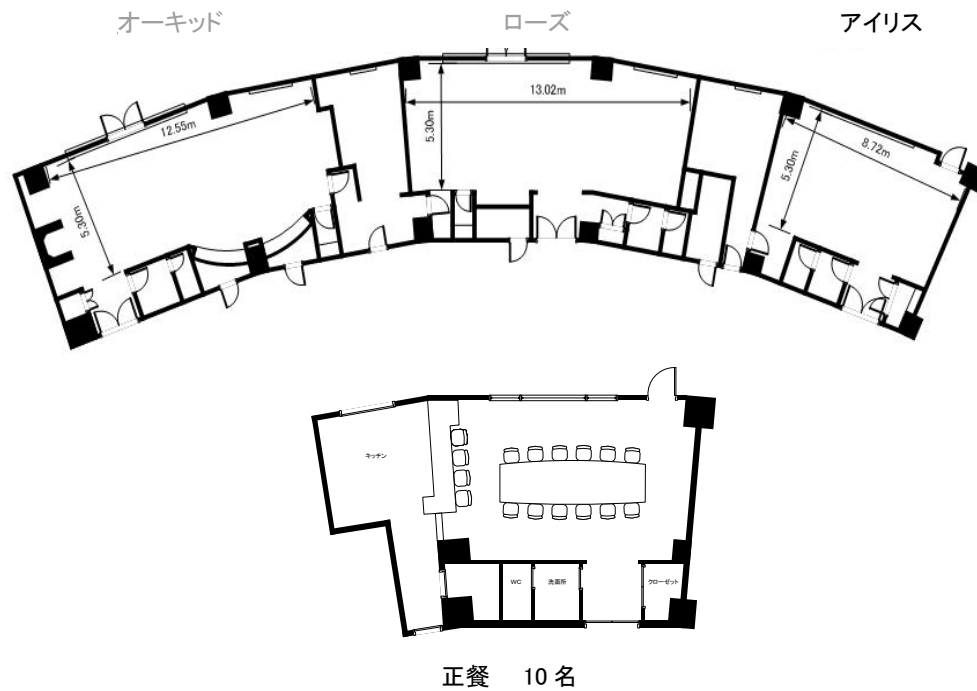 オーキッド ローズ アイリス
12.55m
5.30m
13.02m
5.30m
8.72m
5.30m
キッチン
WC 洗面所 クローゼット
正餐 10 名